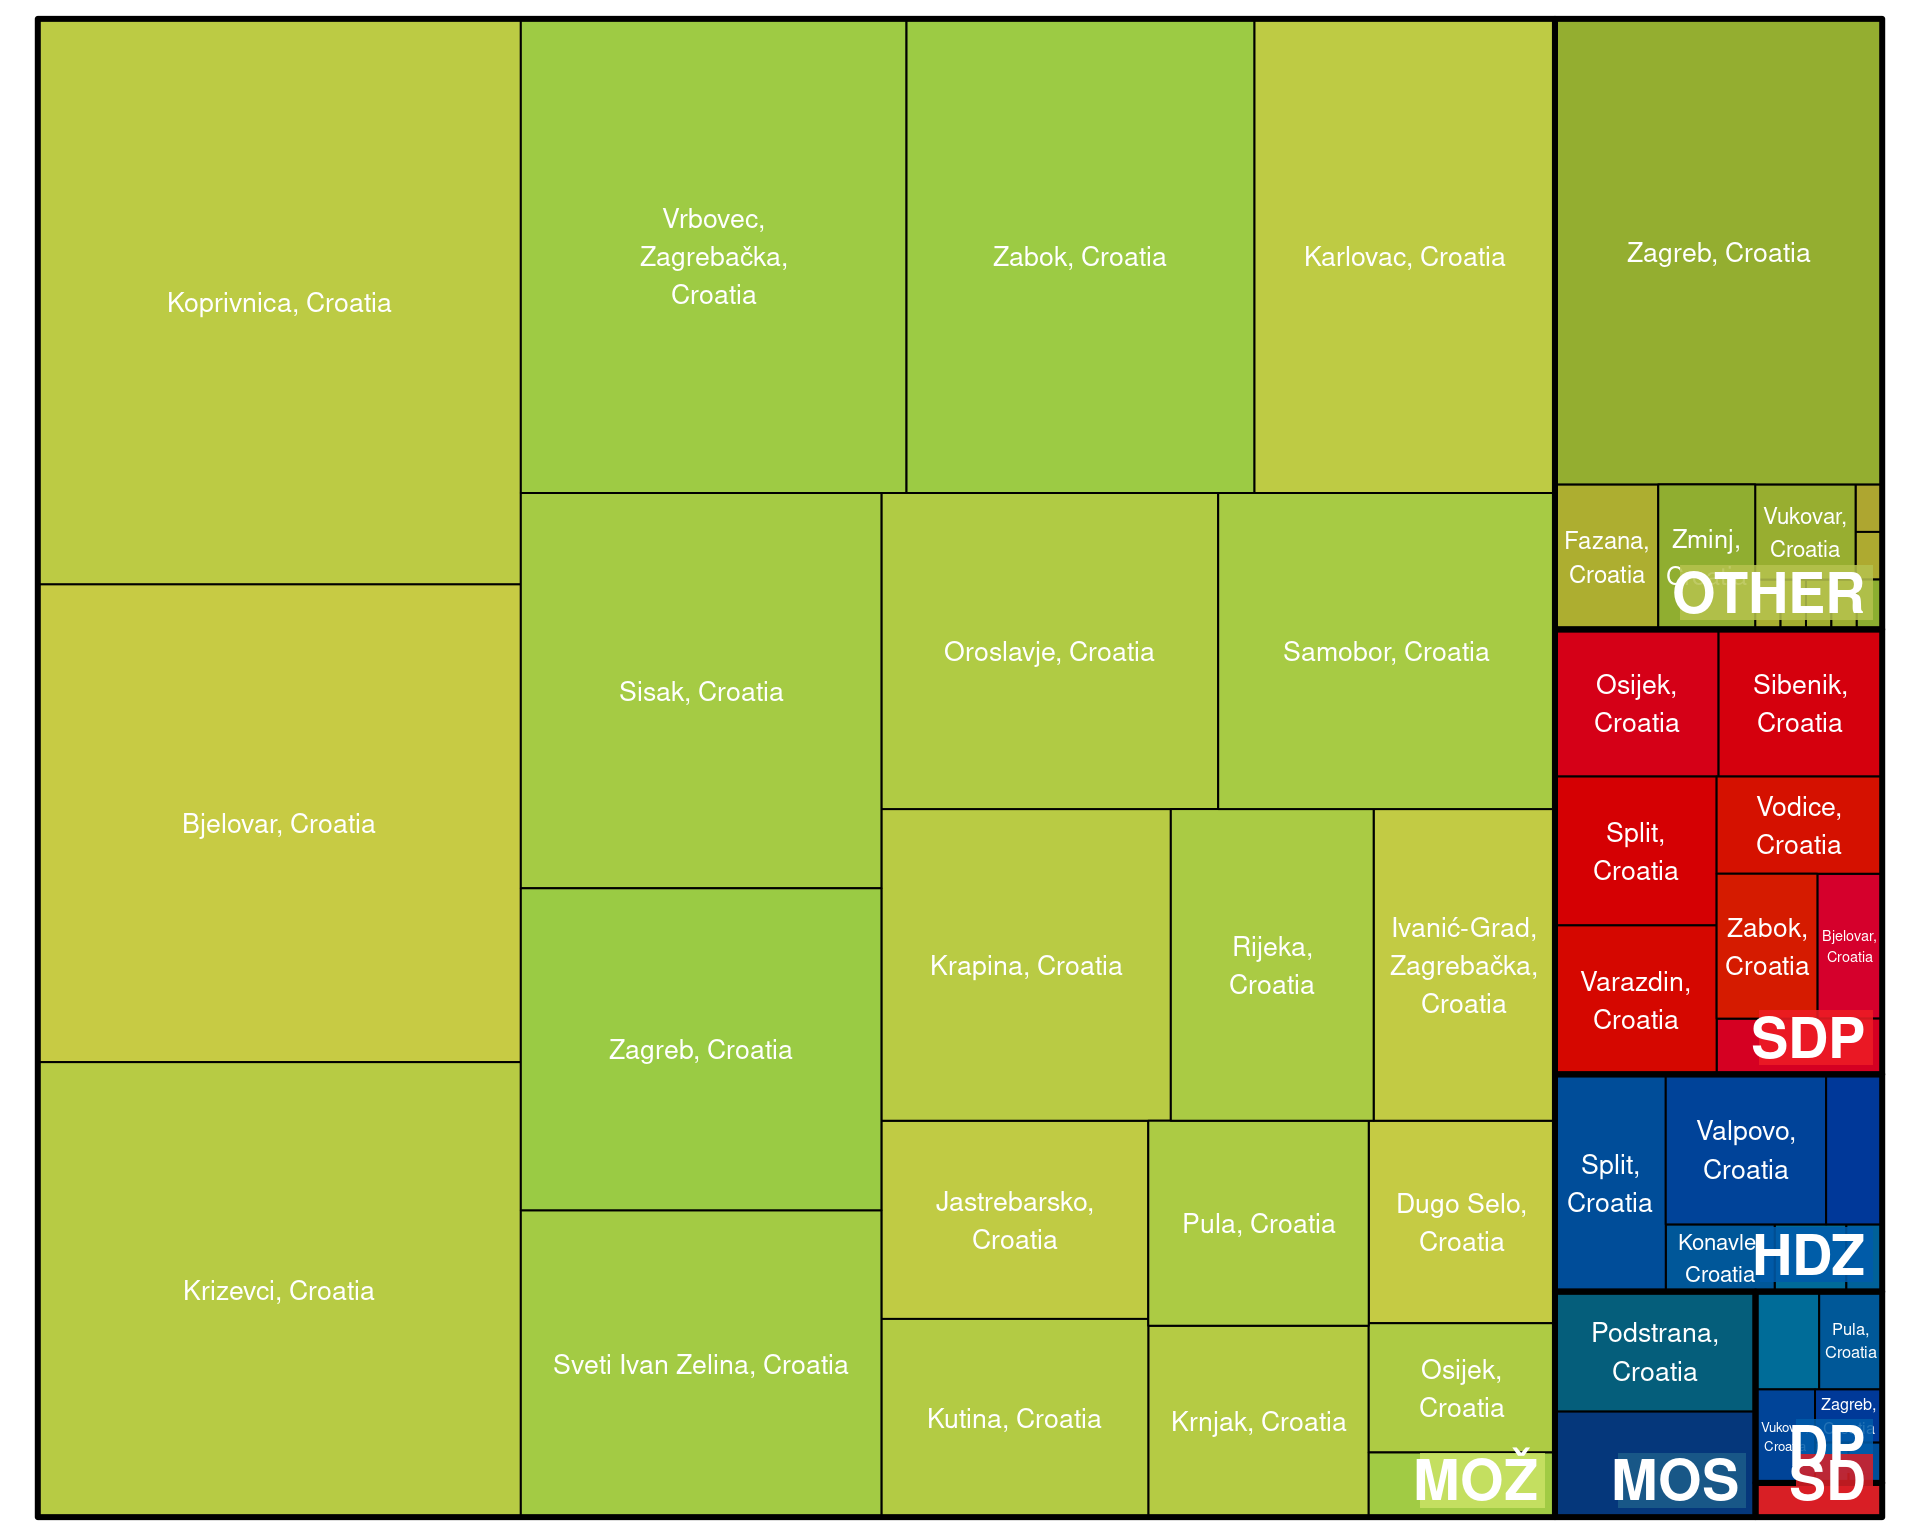 Koprivnica, Croatia
Bjelovar, Croatia
Krizevci, Croatia
Vrbovec,
Zagrebačka,
Croatia
Zabok, Croatia
Karlovac, Croatia
Sisak, Croatia
Zagreb, Croatia
Sveti Ivan Zelina, Croatia
Oroslavje, Croatia
Samobor, Croatia
Krapina, Croatia
Rijeka,
Croatia
Ivanić-Grad,
Zagrebačka,
Croatia
Jastrebarsko,
Croatia
Kutina, Croatia
Pula, Croatia
Krnjak, Croatia
Dugo Selo,
Croatia
Osijek,
Croatia
MOŽ
Zagreb, Croatia
Fazana,
Croatia
Zminj,
Vukovar,
Croatia
OTHER
Osijek,
Croatia
Sibenik,
Croatia
Split,
Croatia
Vodice,
Croatia
Varazdin,
Croatia
Zabok,
Croatia
Bjelovar,
Croatia
SDP
Split,
Croatia
Valpovo,
Croatia
Konavle
Croatia
HDZ
Podstrana,
Croatia
MOS
Pula,
Croatia
Zagreb,
DP
SD